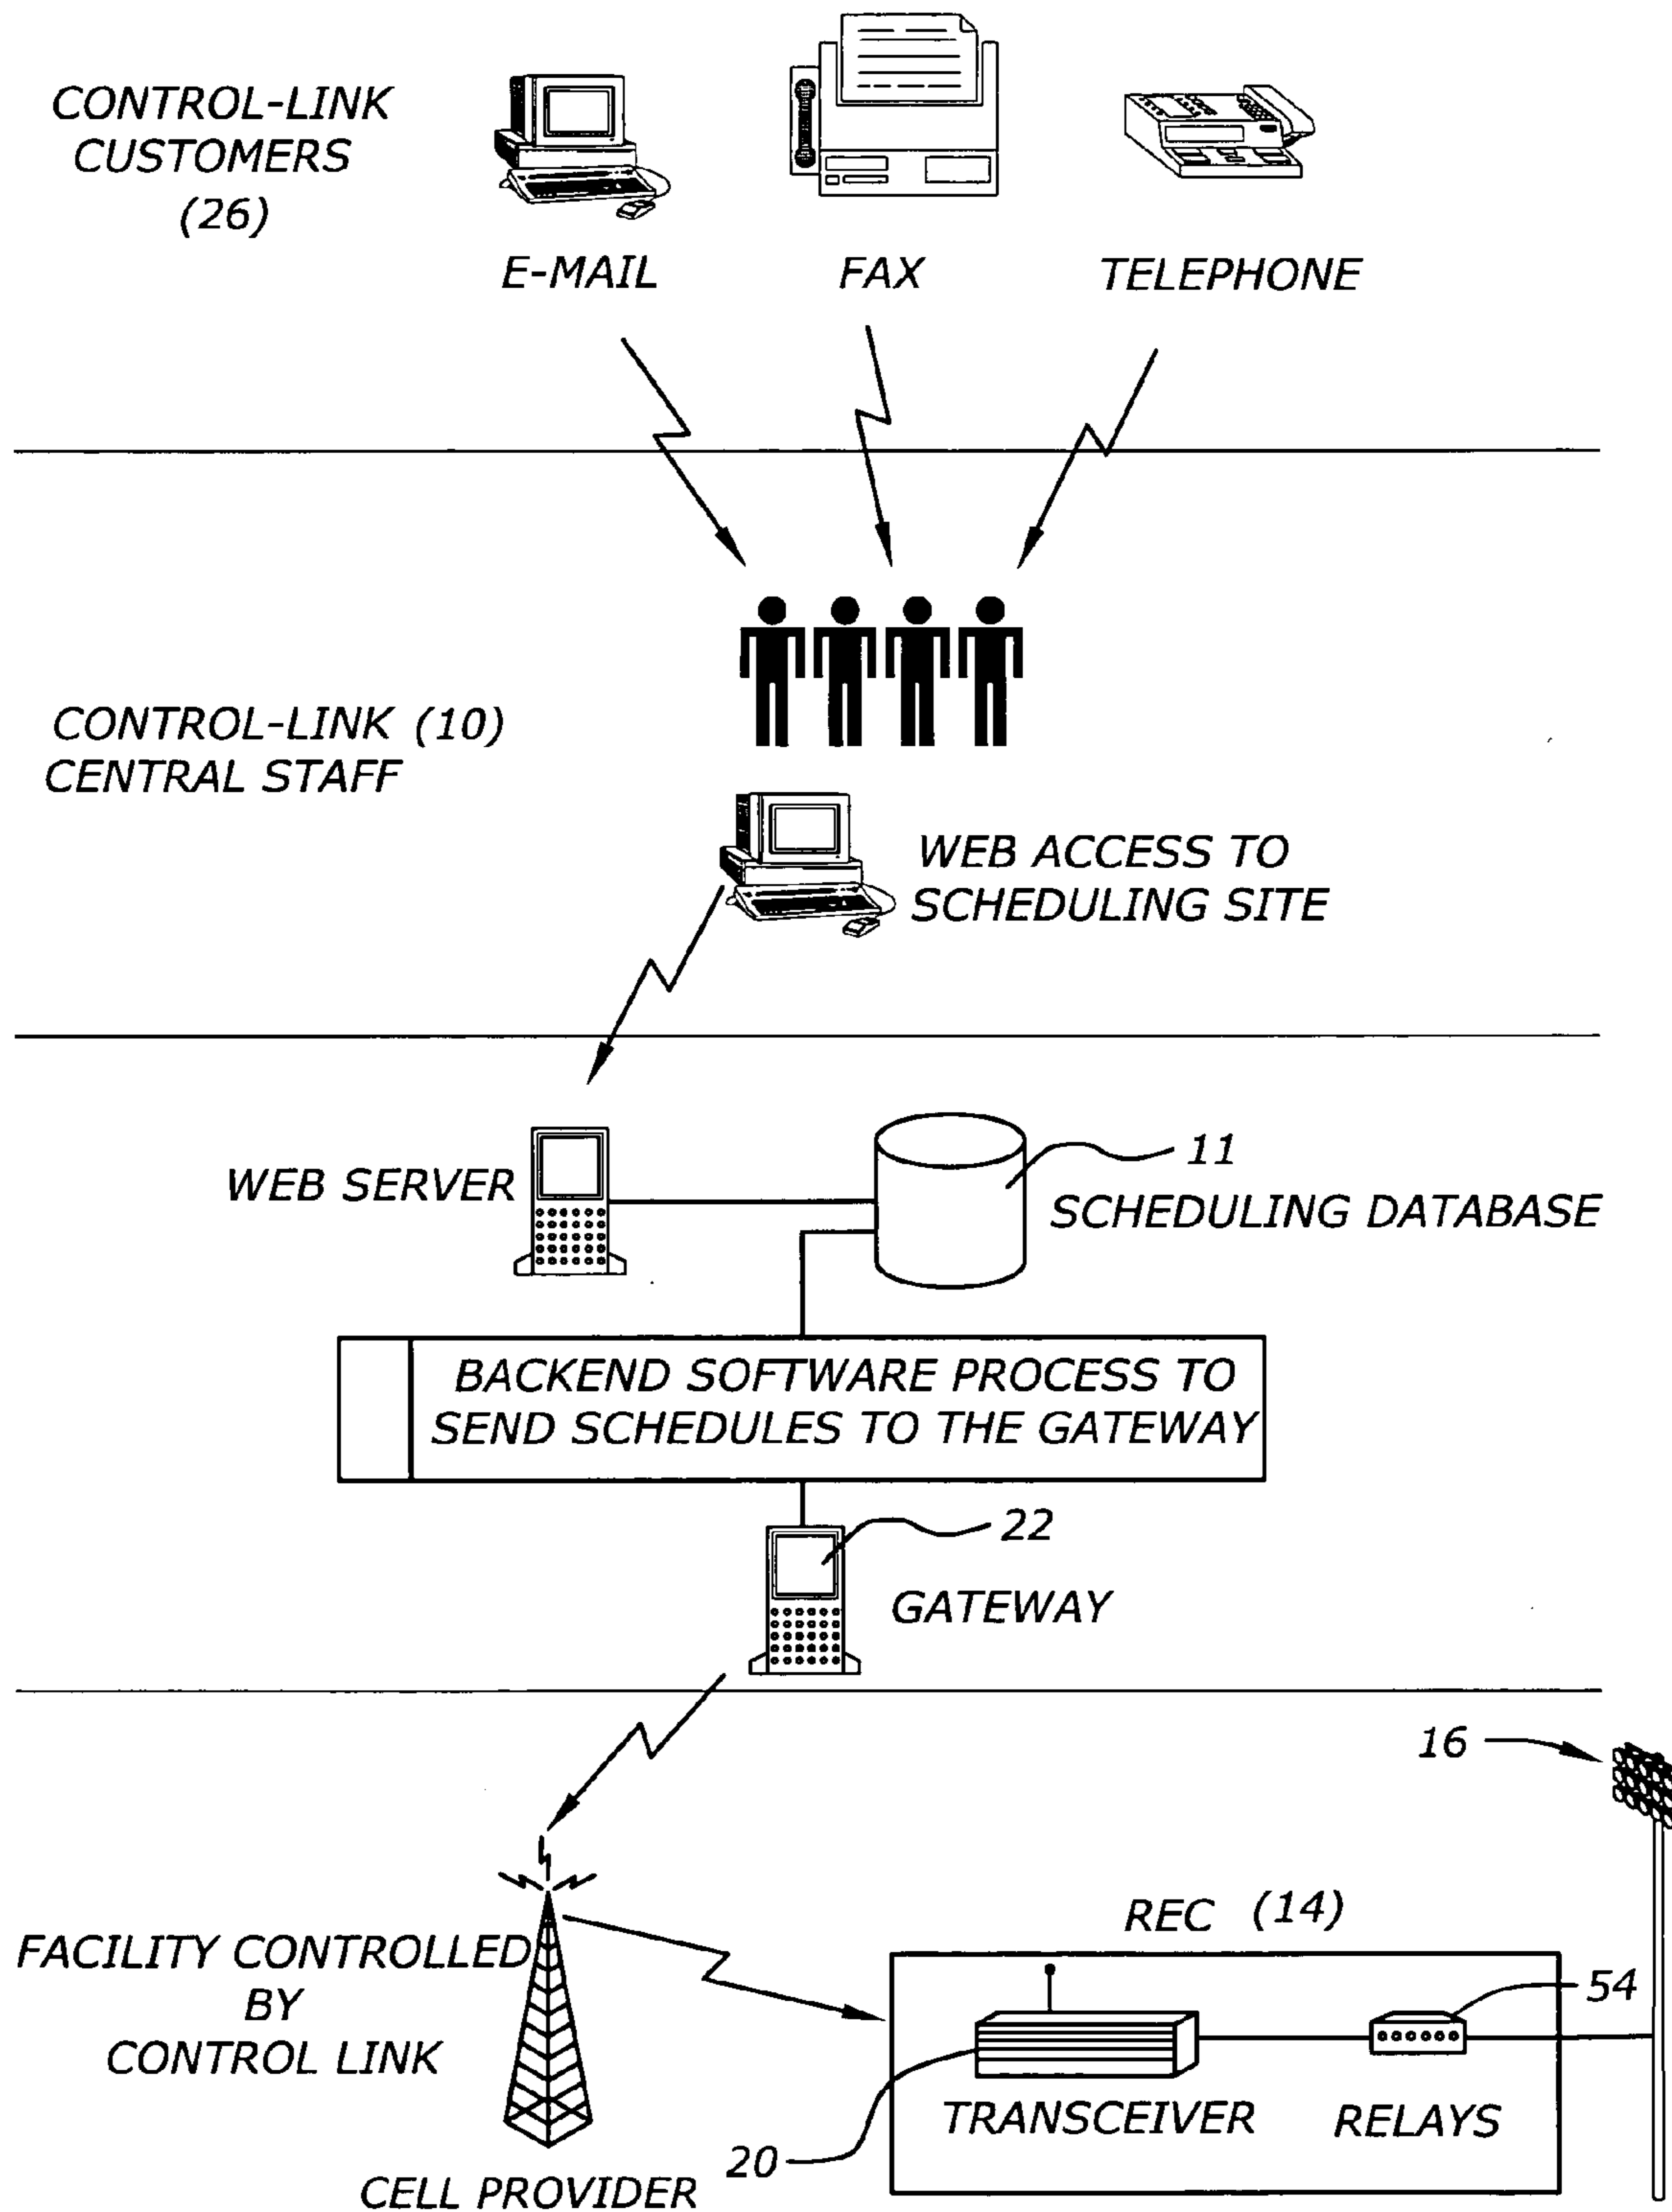 CONTROL-LINK
CUSTOMERS
(26)
E-MAIL
FAX
TELEPHONE
CONTROL-LINK (10)
CENTRAL STAFF
WEB ACCESS TO
SCHEDULING SITE
WEB SERVER
11
SCHEDULING DATABASE
BACKEND SOFTWARE PROCESS TO
SEND SCHEDULES TO THE GATEWAY
22
GATEWAY
16
REC (14)
FACILITY CONTROLLED
BY
CONTROL LINK
54
TRANSCEIVER
RELAYS
20
CELL PROVIDER